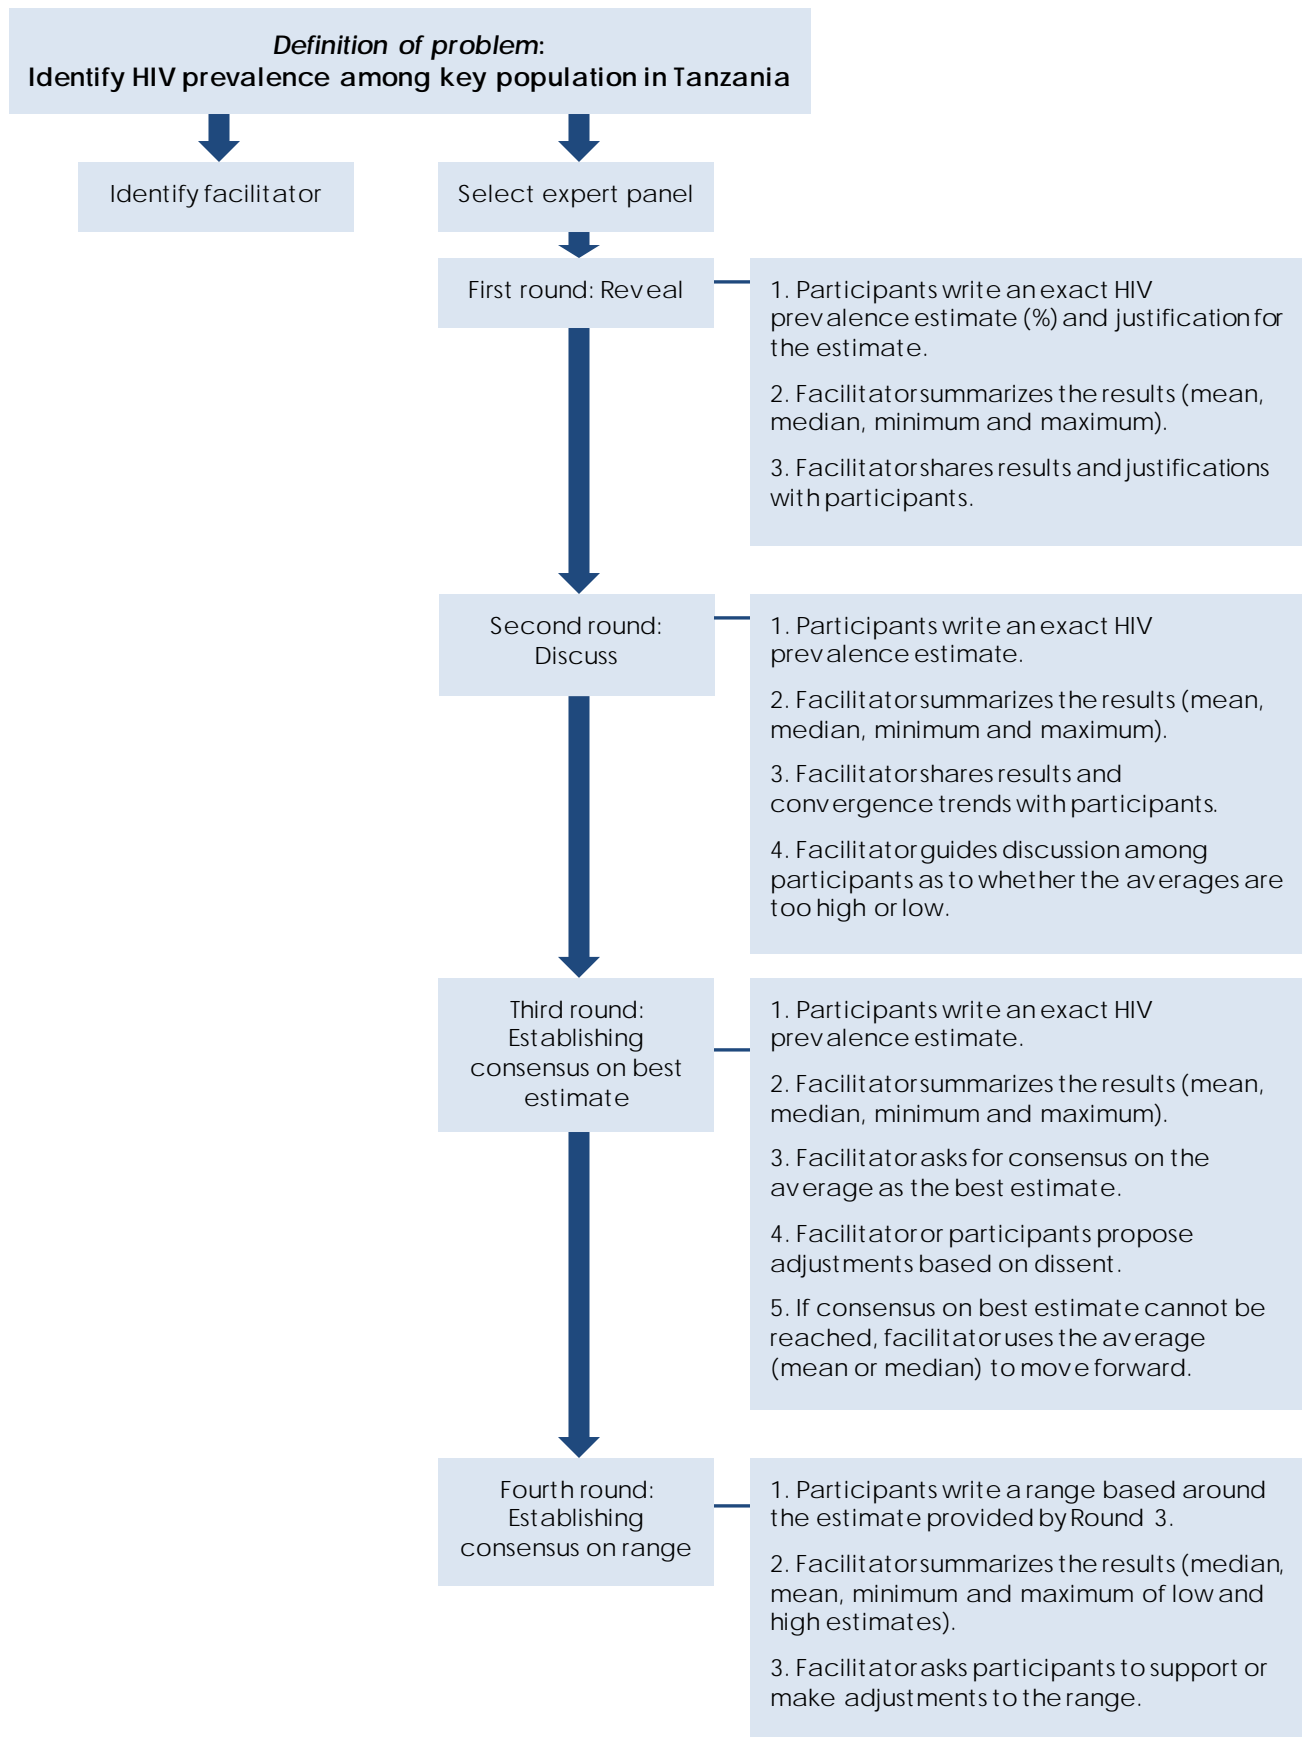 Definition of problem:
Identify HIV prevalence among key population in Tanzania
Identify facilitator
Select expert panel
First round: Reveal
1. Participants write an exact HIV
prevalence estimate (%) and justification for
the estimate.
2. Facilitator summarizes the results (mean,
median, minimum and maximum).
3. Facilitator shares results and justifications
with participants.
Second round:
Discuss
1. Participants write an exact HIV
prevalence estimate.
2. Facilitator summarizes the results (mean,
median, minimum and maximum).
3. Facilitator shares results and
convergence trends with participants.
4. Facilitator guides discussion among
participants as to whether the averages are
too high or low.
Third round:
Establishing
consensus on best
estimate
1. Participants write an exact HIV
prevalence estimate.
2. Facilitator summarizes the results (mean,
median, minimum and maximum).
3. Facilitator asks for consensus on the
average as the best estimate.
4. Facilitator or participants propose
adjustments based on dissent.
5. If consensus on best estimate cannot be
reached, facilitator uses the average
(mean or median) to move forward.
Fourth round:
Establishing
consensus on range
1. Participants write a range based around
the estimate provided by Round 3.
2. Facilitator summarizes the results (median,
mean, minimum and maximum of low and
high estimates).
3. Facilitator asks participants to support or
make adjustments to the range.